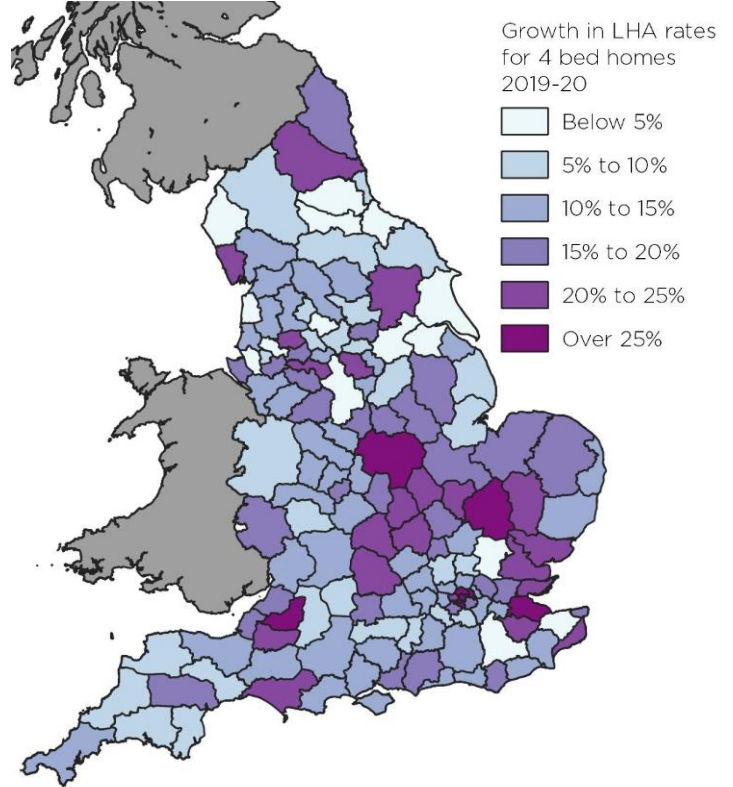 Growth in LHA rates
for 4 bed homes
2019-20
Below 5%
5% to 10%
10% to 15%
15% to 20%
20% to 25%
Over 25%